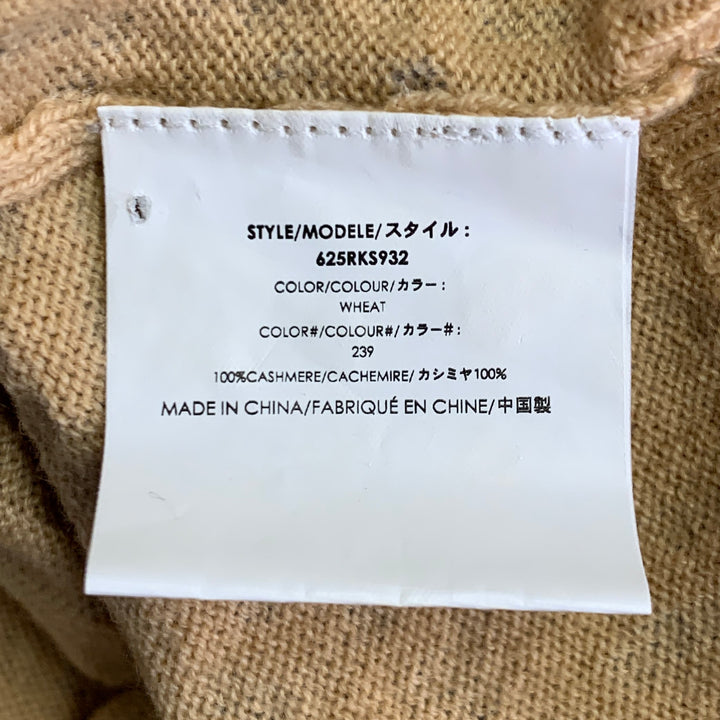 STYLE/MODELE/スタイル:
625RKS932
COLOR/COLOUR/カラー:
WHEAT
COLOR#/COLOUR#/カラー#:
239
100%CASHMERE/CACHEMIRE/カシミヤ100%
MADE IN CHINA/FABRIQUÉ EN CHINE/中国製